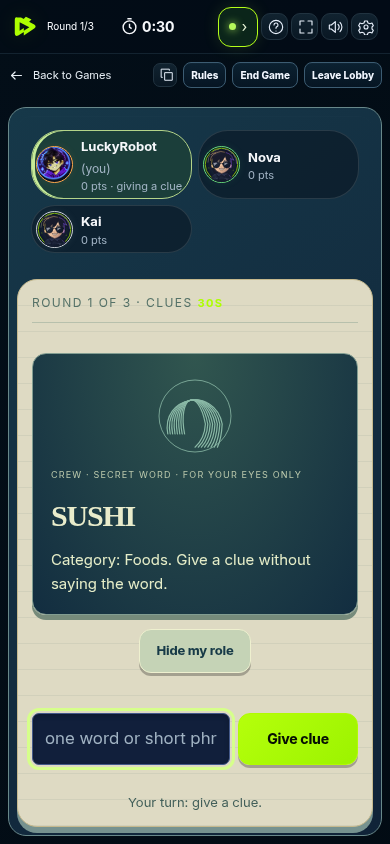 Round 1/3
0:30
Back to Games
Rules
End Game
Leave Lobby
LuckyRobot
(you)
0 pts · giving a clue
Nova
0 pts
Kai
0 pts
ROUND 1 OF 3 · CLUES 30S
CREW · SECRET WORD · FOR YOUR EYES ONLY
SUSHI
Category: Foods. Give a clue without
saying the word.
Hide my role
one word or short phr
Give clue
Your turn: give a clue.